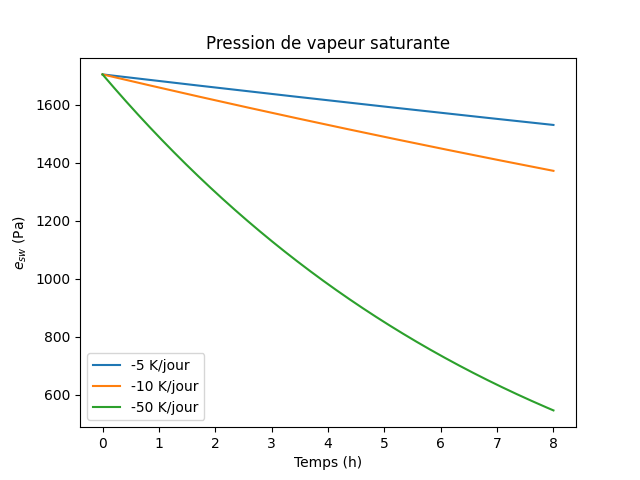 Pression de vapeur saturante
1600
1400
1200
1000
800
600
e_sw (Pa)
-5 K/jour
-10 K/jour
-50 K/jour
0 1 2 3 4 5 6 7 8
Temps (h)